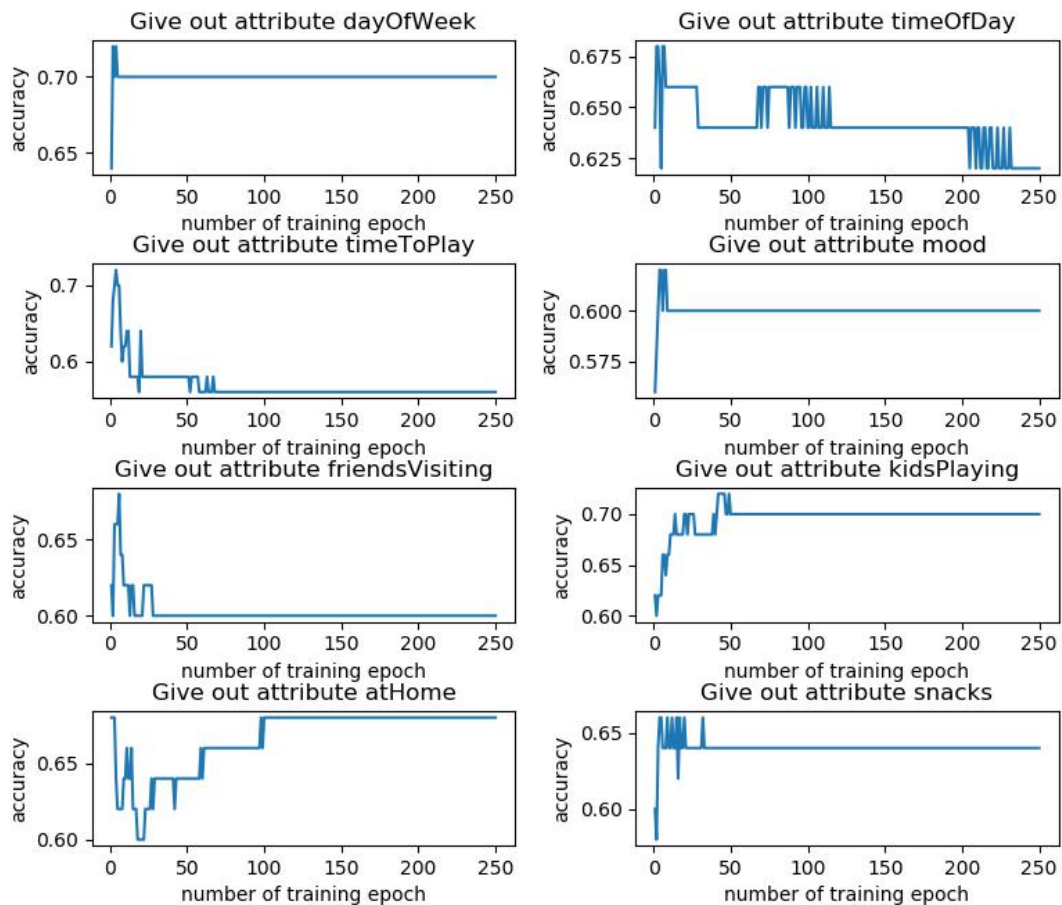 Give out attribute dayOfWeek
accuracy
0.70
0.65
0 50 100 150 200 250
number of training epoch
Give out attribute timeOfDay
accuracy
0.675
0.650
0.625
0 50 100 150 200 250
number of training epoch
Give out attribute timeToPlay
accuracy
0.7
0.6
0 50 100 150 200 250
number of training epoch
Give out attribute mood
accuracy
0.600
0.575
0 50 100 150 200 250
number of training epoch
Give out attribute friendsVisiting
accuracy
0.65
0.60
0 50 100 150 200 250
number of training epoch
Give out attribute kidsPlaying
accuracy
0.70
0.65
0.60
0 50 100 150 200 250
number of training epoch
Give out attribute atHome
accuracy
0.65
0.60
0 50 100 150 200 250
number of training epoch
Give out attribute snacks
accuracy
0.65
0.60
0 50 100 150 200 250
number of training epoch